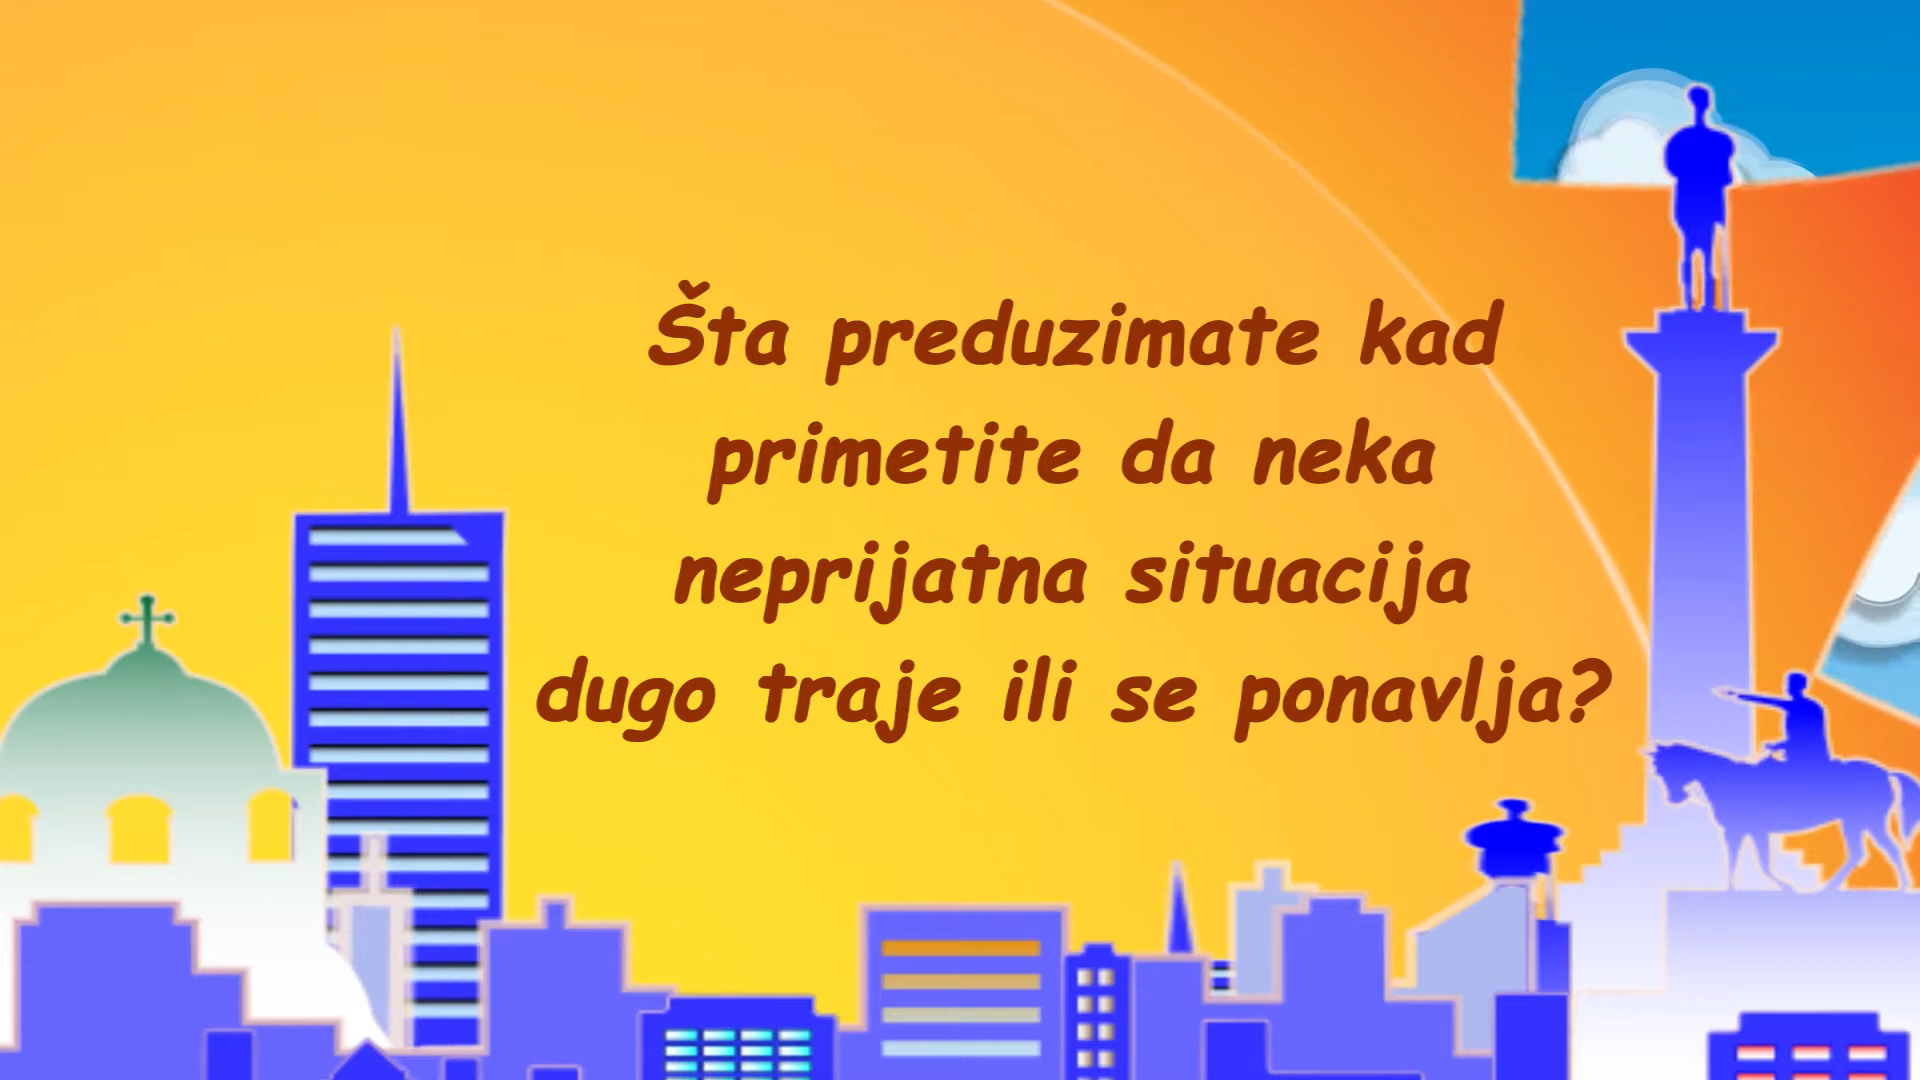 Šta preduzimate kad
primetite da neka
neprijatna situacija
dugo traje ili se ponavlja?